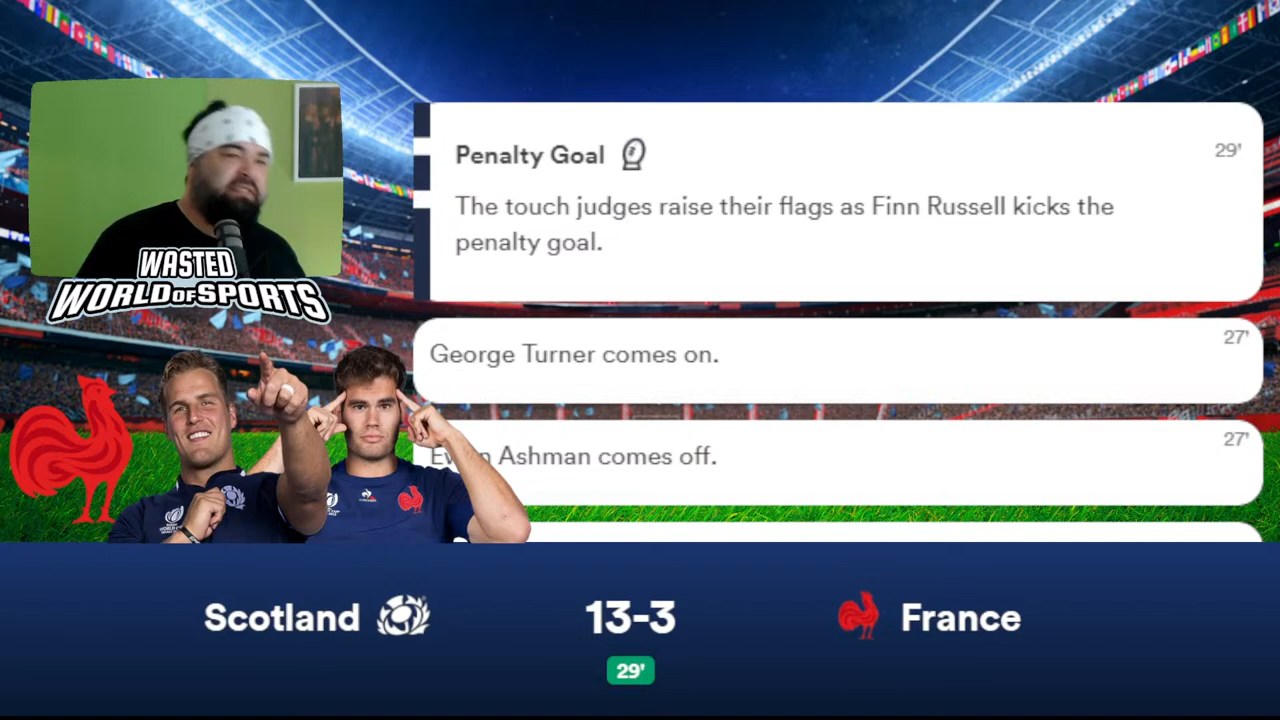 Penalty Goal
29'
The touch judges raise their flags as Finn Russell kicks the
penalty goal.
WASTED
WORLD OF SPORTS
George Turner comes on.
27'
Ashman comes off.
27'
Scotland
13-3
France
29'